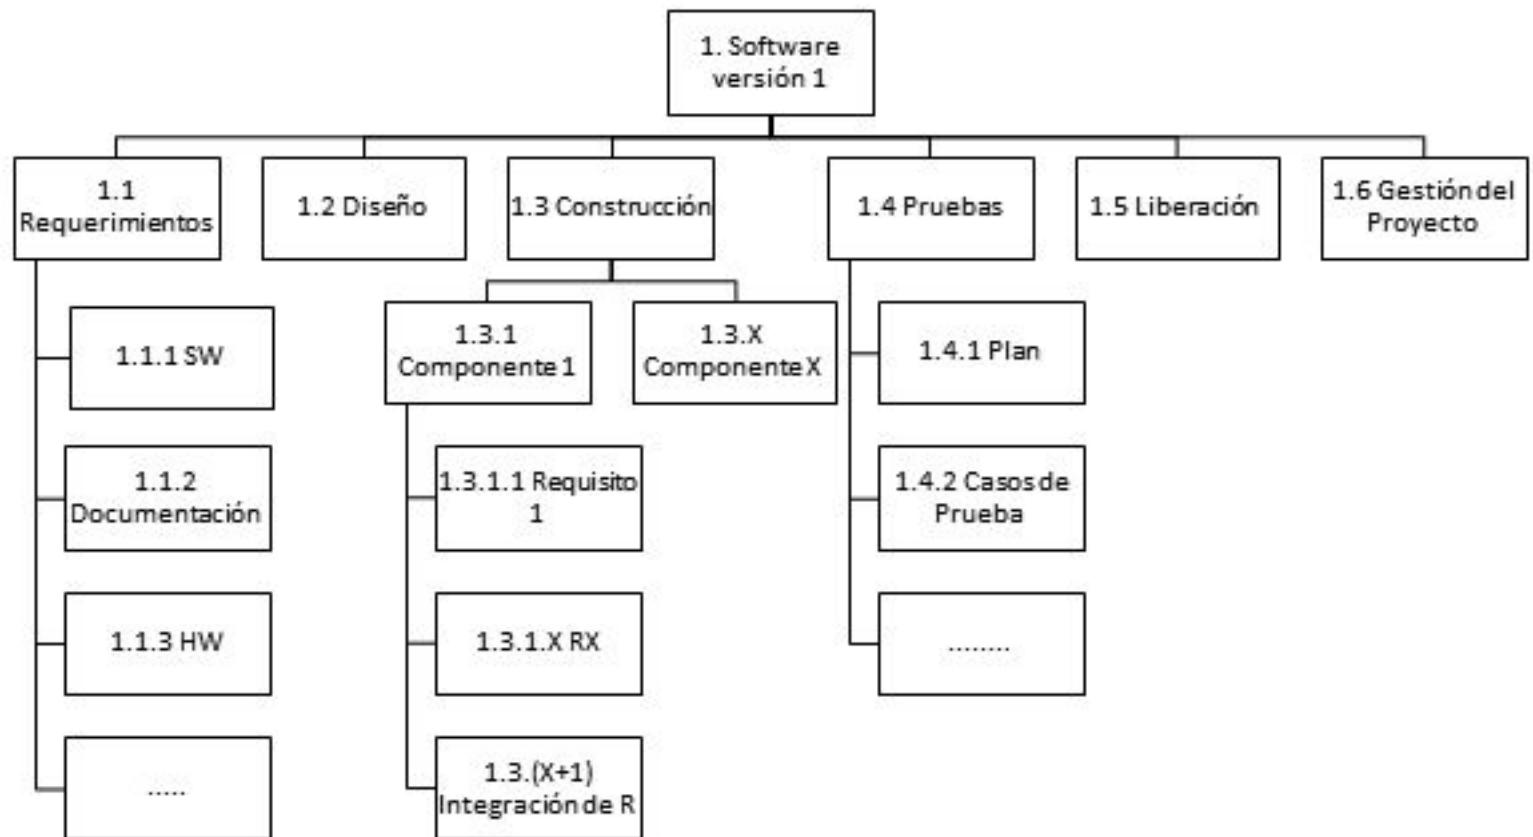 1. Software
versión 1
1.1
Requerimientos
1.2 Diseño
1.3 Construcción
1.4 Pruebas
1.5 Liberación
1.6 Gestión del
Proyecto
1.1.1 SW
1.1.2
Documentación
1.1.3 HW
.....
1.3.1
Componente 1
1.3.X
Componente X
1.3.1.1 Requisito
1
1.3.1.X RX
1.3.(X+1)
Integración de R
1.4.1 Plan
1.4.2 Casos de
Prueba
........